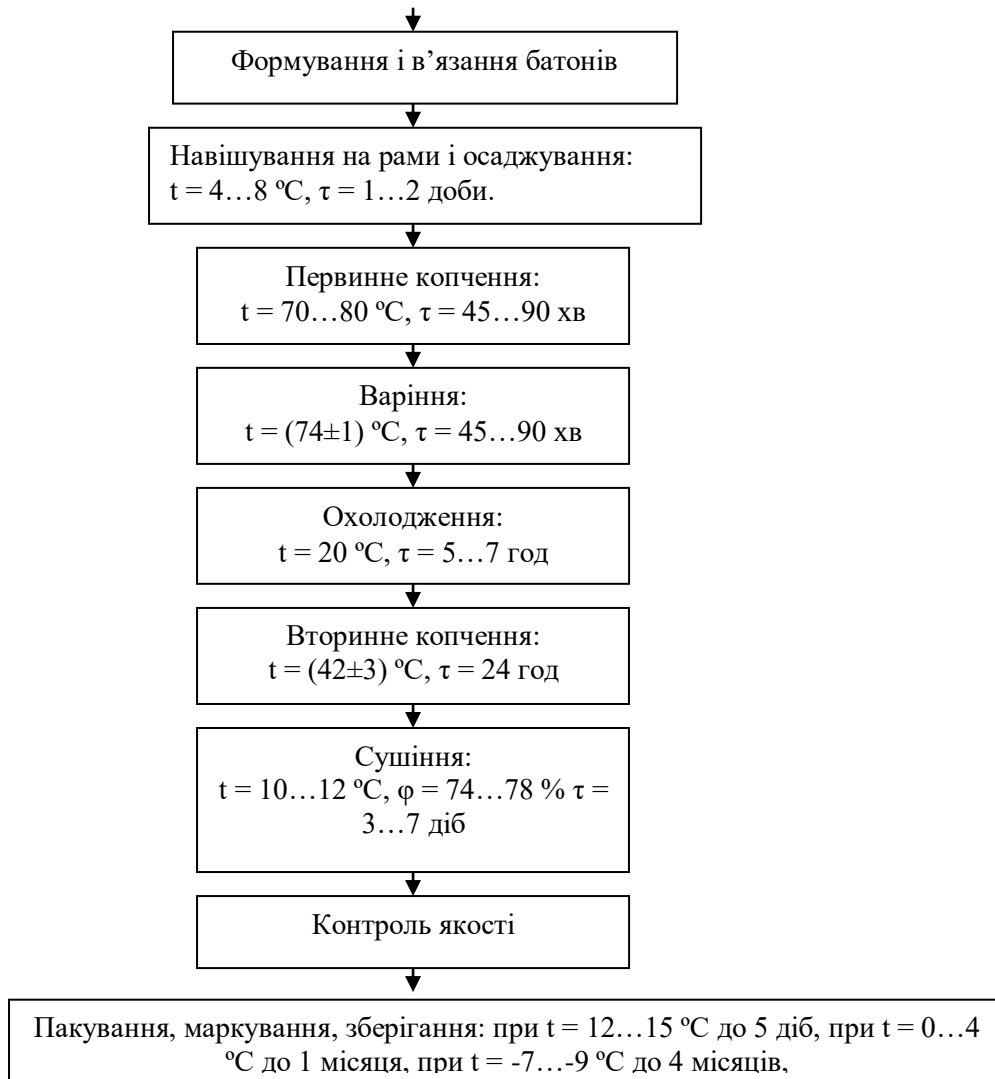 Формування і в’язання батонів
Навішування на рами і осаджування:
t = 4…8 ºС, τ = 1…2 доби.
Первинне копчення:
t = 70…80 ºС, τ = 45…90 хв
Варіння:
t = (74±1) ºС, τ = 45…90 хв
Охолодження:
t = 20 ºС, τ = 5…7 год
Вторинне копчення:
t = (42±3) ºС, τ = 24 год
Сушіння:
t = 10…12 ºС, φ = 74…78 % τ =
3…7 діб
Контроль якості
Пакування, маркування, зберігання: при t = 12…15 ºС до 5 діб, при t = 0…4
ºС до 1 місяця, при t = -7…-9 ºС до 4 місяців,